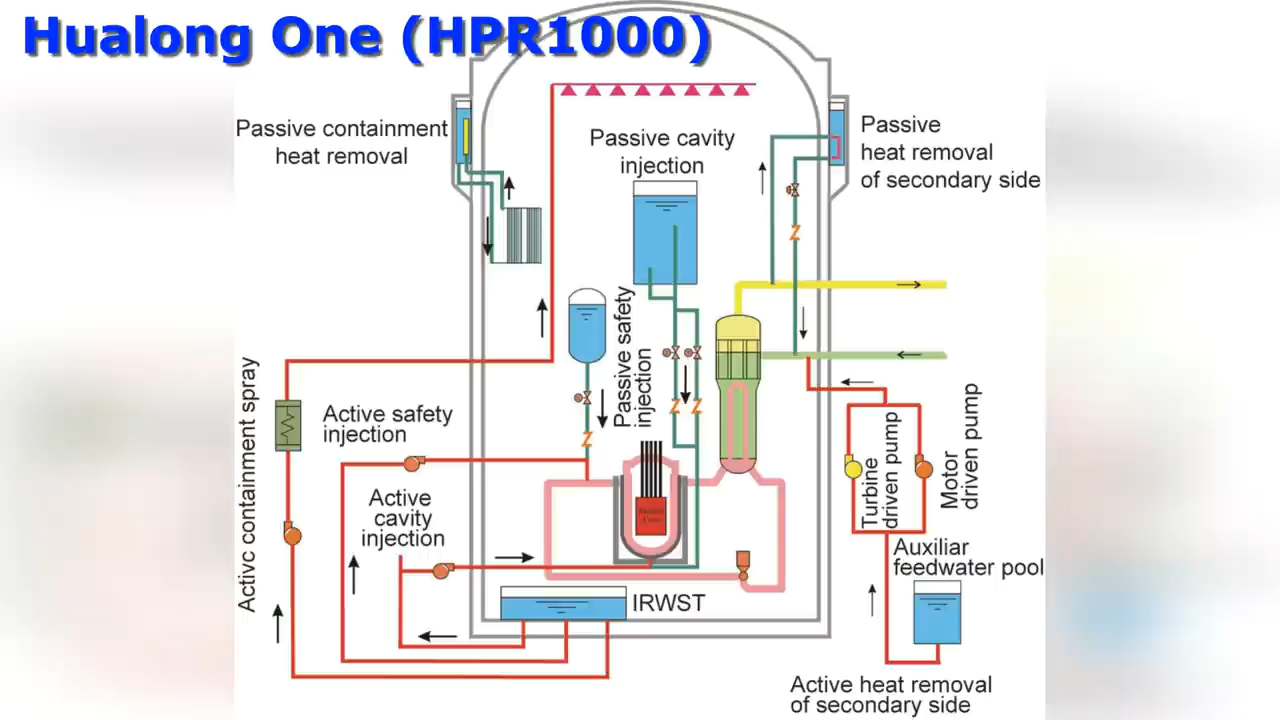 Hualong One (HPR1000)
Passive containment
heat removal
Passive cavity
injection
Passive
heat removal
of secondary side
Passive safety
injection
Activc containment spray
Active safety
injection
Active
cavity
injection
Turbine
driven pump
Motor
driven pump
Auxiliar
feedwater pool
IRWST
Active heat removal
of secondary side